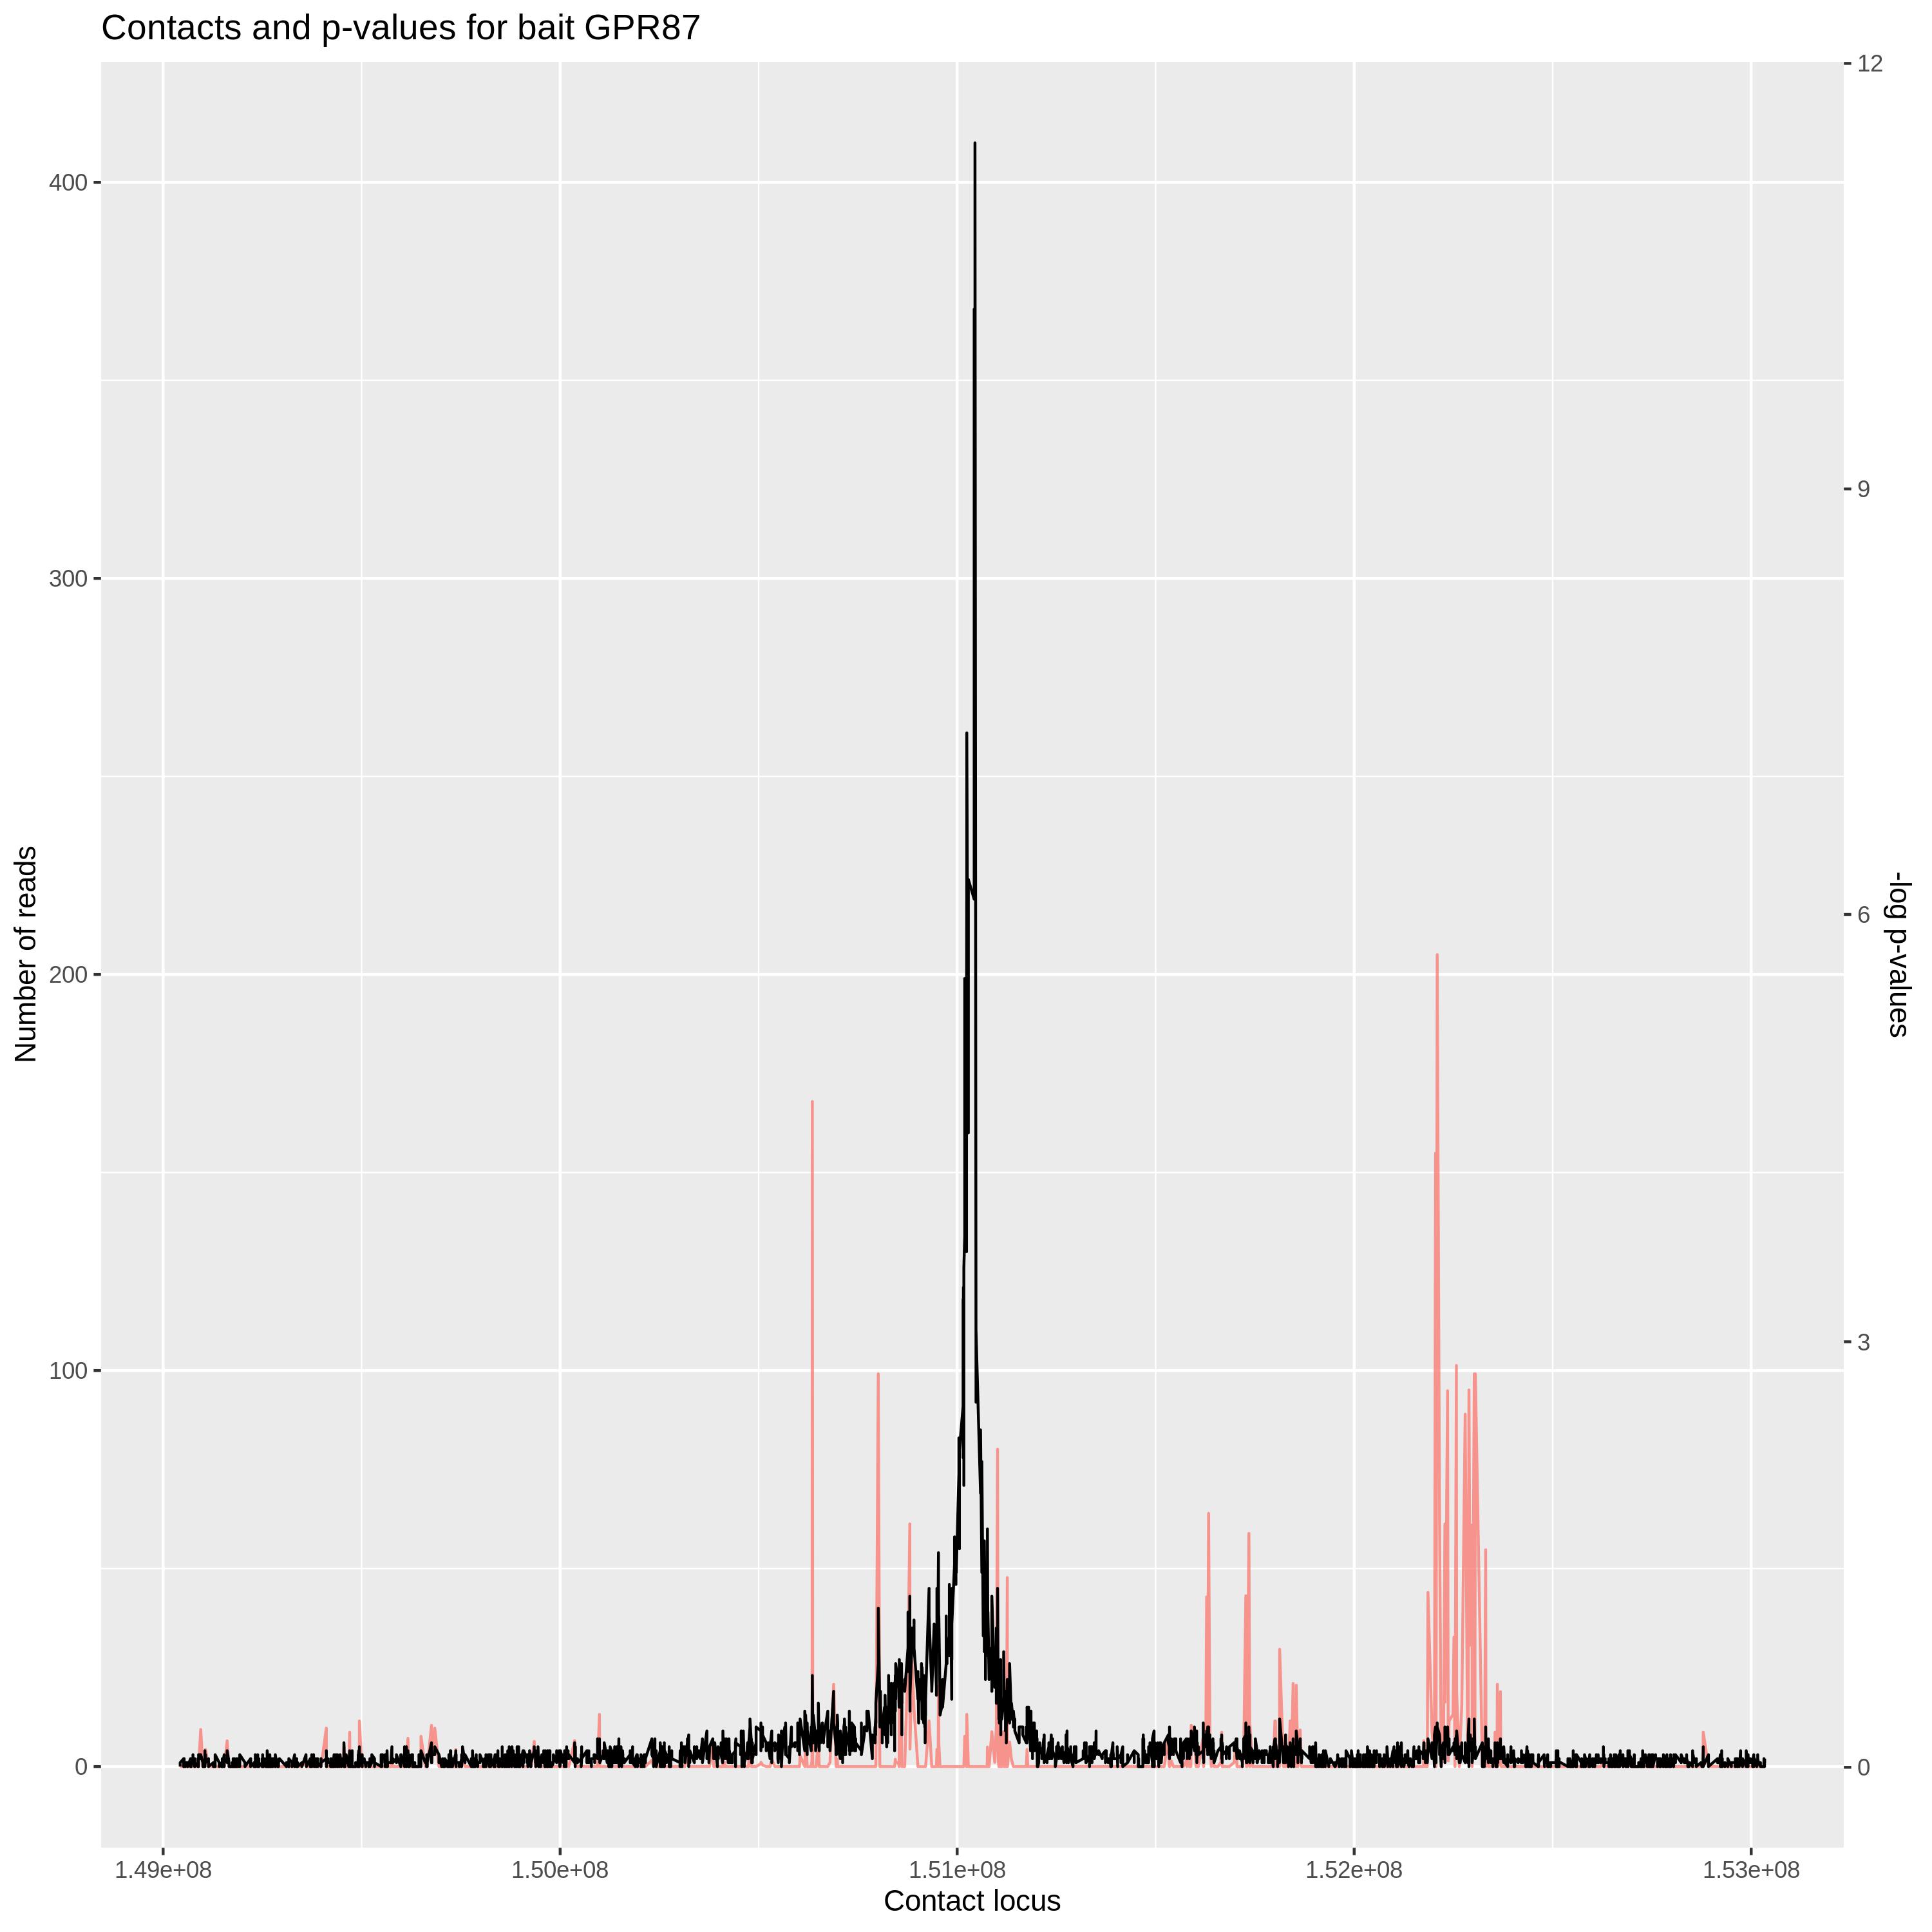 Contacts and p-values for bait GPR87
12
400
9
300
6
200
3
100
0
0
Number of reads
-log p-values
1.49e+08
1.50e+08
1.51e+08
1.52e+08
1.53e+08
Contact locus